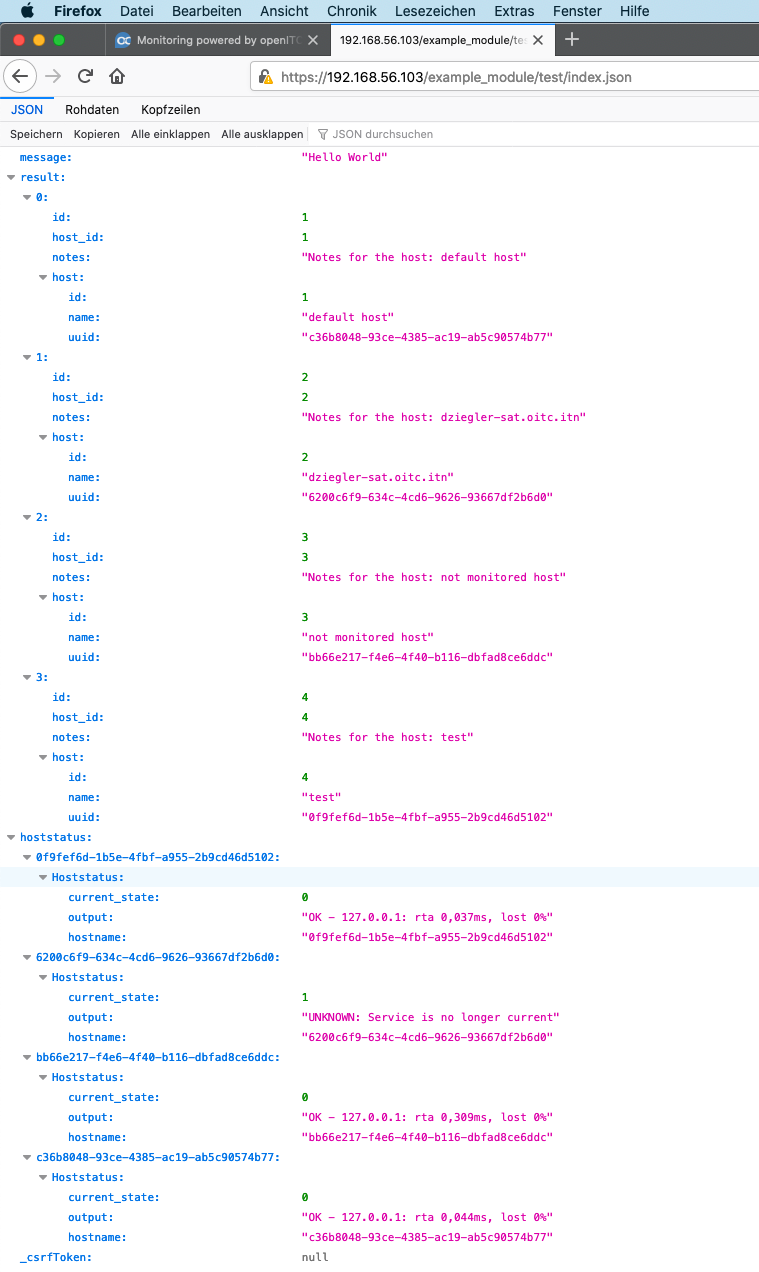 Firefox Datei Bearbeiten Ansicht Chronik Lesezeichen Extras Fenster Hilfe
Monitoring powered by openITC 192.168.56.103/example_module/te
https://192.168.56.103/example_module/test/index.json
JSON Rohdaten Kopfzeilen
Speichern Kopieren Alle einklappen Alle ausklappen JSON durchsuchen
message: "Hello World"
result:
0:
id: 1
host_id: 1
notes: "Notes for the host: default host"
host:
id: 1
name: "default host"
uuid: "c36b8048-93ce-4385-ac19-ab5c90574b77"
1:
id: 2
host_id: 2
notes: "Notes for the host: dziegler-sat.oitc.itn"
host:
id: 2
name: "dziegler-sat.oitc.itn"
uuid: "6200c6f9-634c-4cd6-9626-93667df2b6d0"
2:
id: 3
host_id: 3
notes: "Notes for the host: not monitored host"
host:
id: 3
name: "not monitored host"
uuid: "bb66e217-f4e6-4f40-b116-dbfad8ce6ddc"
3:
id: 4
host_id: 4
notes: "Notes for the host: test"
host:
id: 4
name: "test"
uuid: "0f9fef6d-1b5e-4fbf-a955-2b9cd46d5102"
hoststatus:
0f9fef6d-1b5e-4fbf-a955-2b9cd46d5102:
Hoststatus:
current_state: 0
output: "OK - 127.0.0.1: rta 0,037ms, lost 0%"
hostname: "0f9fef6d-1b5e-4fbf-a955-2b9cd46d5102"
6200c6f9-634c-4cd6-9626-93667df2b6d0:
Hoststatus:
current_state: 1
output: "UNKNOWN: Service is no longer current"
hostname: "6200c6f9-634c-4cd6-9626-93667df2b6d0"
bb66e217-f4e6-4f40-b116-dbfad8ce6ddc:
Hoststatus:
current_state: 0
output: "OK - 127.0.0.1: rta 0,309ms, lost 0%"
hostname: "bb66e217-f4e6-4f40-b116-dbfad8ce6ddc"
c36b8048-93ce-4385-ac19-ab5c90574b77:
Hoststatus:
current_state: 0
output: "OK - 127.0.0.1: rta 0,044ms, lost 0%"
hostname: "c36b8048-93ce-4385-ac19-ab5c90574b77"
_csrfToken: null